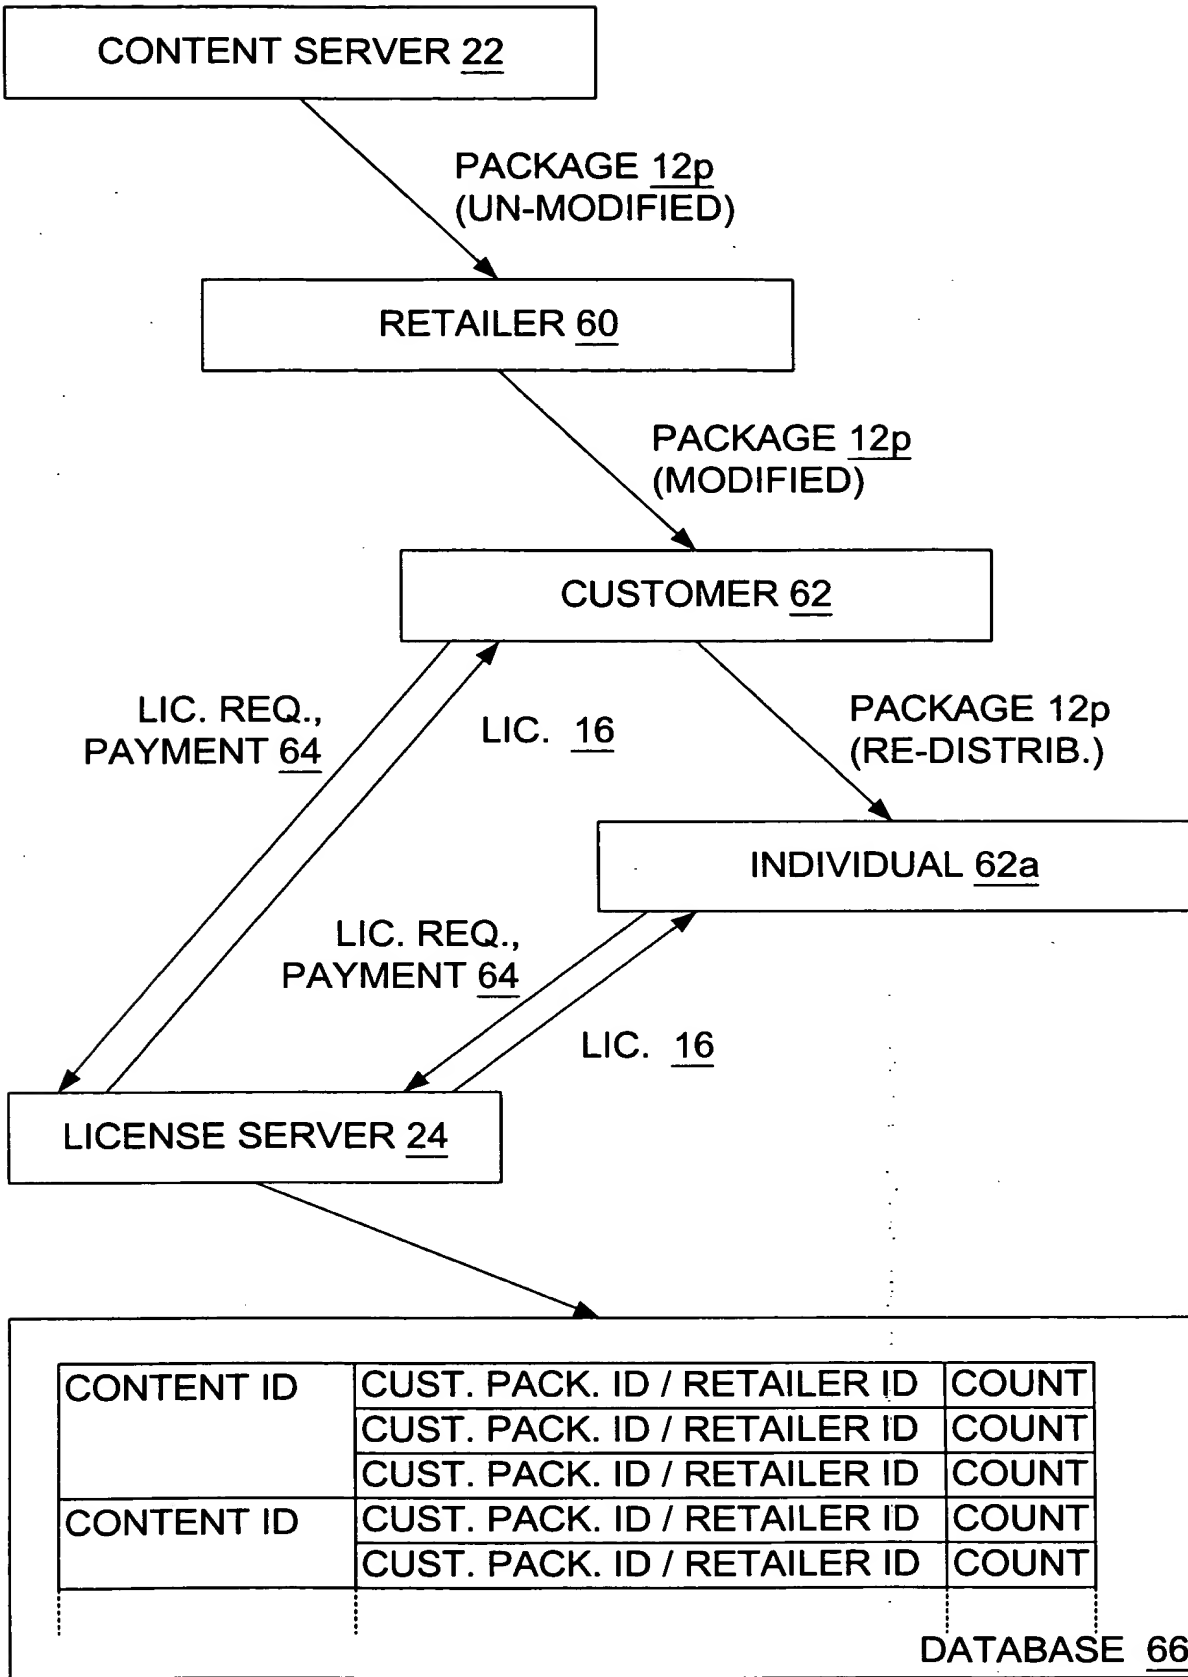 CONTENT SERVER 22
PACKAGE 12p
(UN-MODIFIED)
RETAILER 60
PACKAGE 12p
(MODIFIED)
CUSTOMER 62
LIC. REQ.,
PAYMENT 64
LIC. 16
PACKAGE 12p
(RE-DISTRIB.)
INDIVIDUAL 62a
LIC. REQ.,
PAYMENT 64
LIC. 16
LICENSE SERVER 24
CONTENT ID CUST. PACK. ID / RETAILER ID COUNT
CUST. PACK. ID / RETAILER ID COUNT
CUST. PACK. ID / RETAILER ID COUNT
CONTENT ID CUST. PACK. ID / RETAILER ID COUNT
CUST. PACK. ID / RETAILER ID COUNT
DATABASE 66